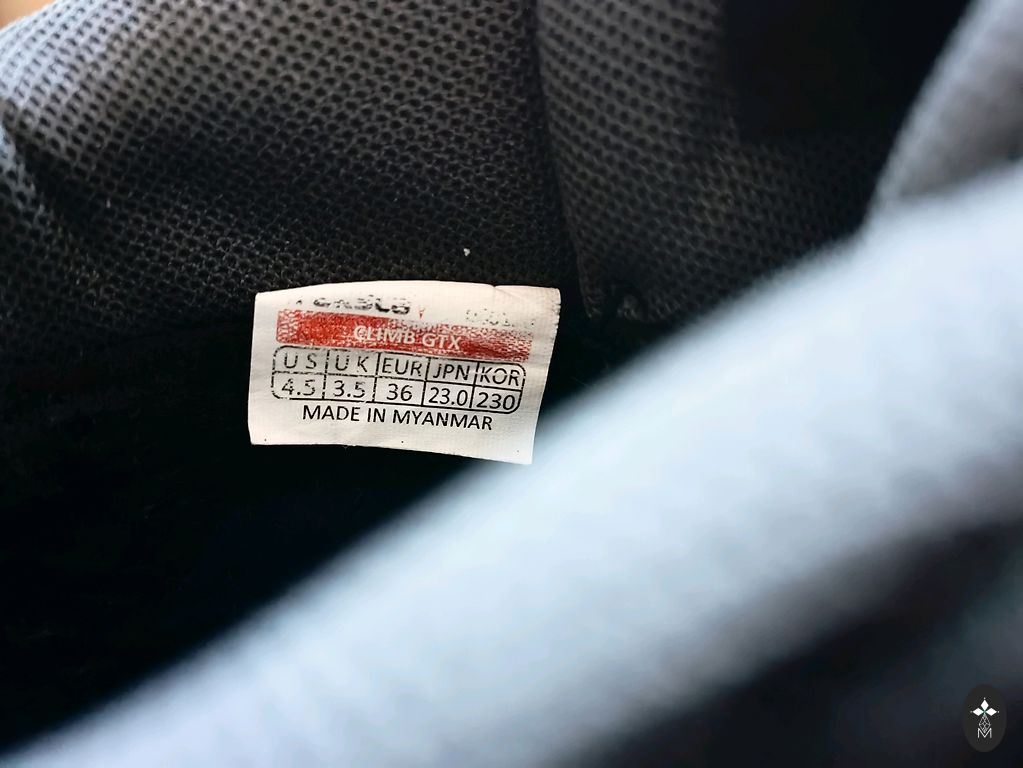 CLIMB GTX
US UK EUR JPN KOR
4.5 3.5 36 23.0 230
MADE IN MYANMAR
M